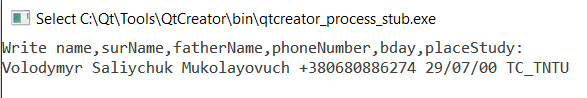 Select C:\Qt\Tools\QtCreator\bin\qtcreator_process_stub.exe
Write name,surName,fatherName,phoneNumber,bday,placeStudy:
Volodymyr Saliychuk Mukolayovuch +380680886274 29/07/00 TC_TNTU